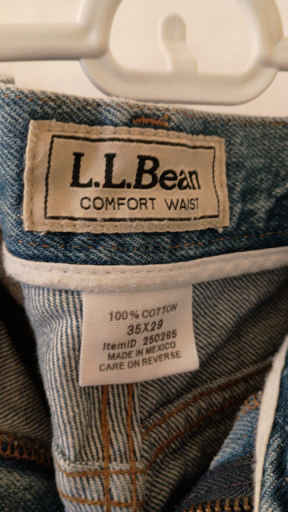 L.L.Bean
COMFORT WAIST
100% COTTON
35X29
ItemID 250265
MADE IN MEXICO
CARE ON REVERSE